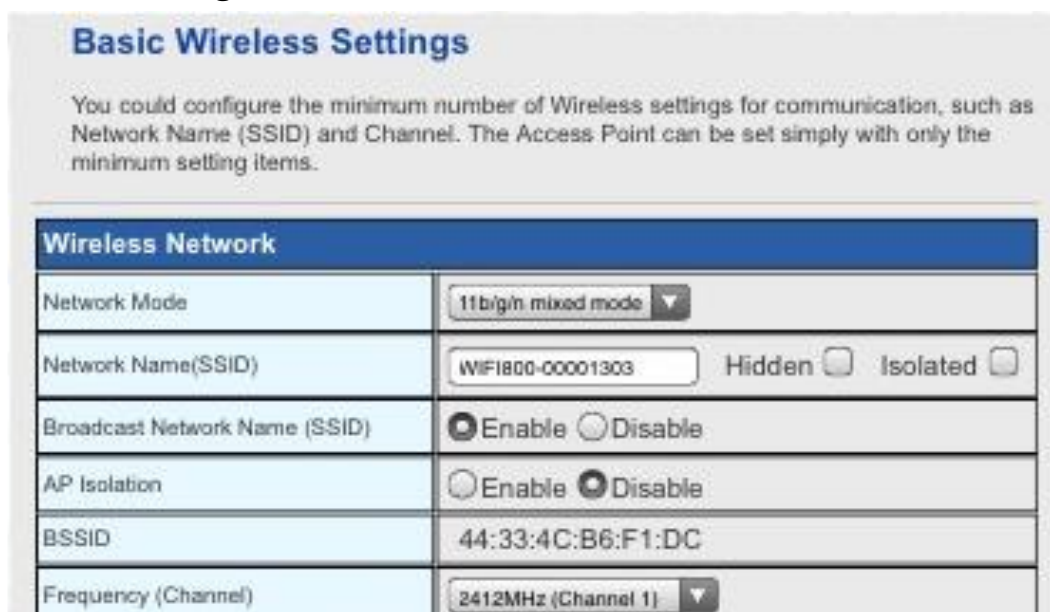 Basic Wireless Settings
You could configure the minimum number of Wireless settings for communication, such as
Network Name (SSID) and Channel. The Access Point can be set simply with only the
minimum setting items.
Wireless Network
Network Mode 11b/g/n mixed mode
Network Name(SSID) WIFI800-00001303 Hidden Isolated
Broadcast Network Name (SSID) Enable Disable
AP Isolation Enable Disable
BSSID 44:33:4C:B6:F1:DC
Frequency (Channel) 2412MHz (Channel 1)